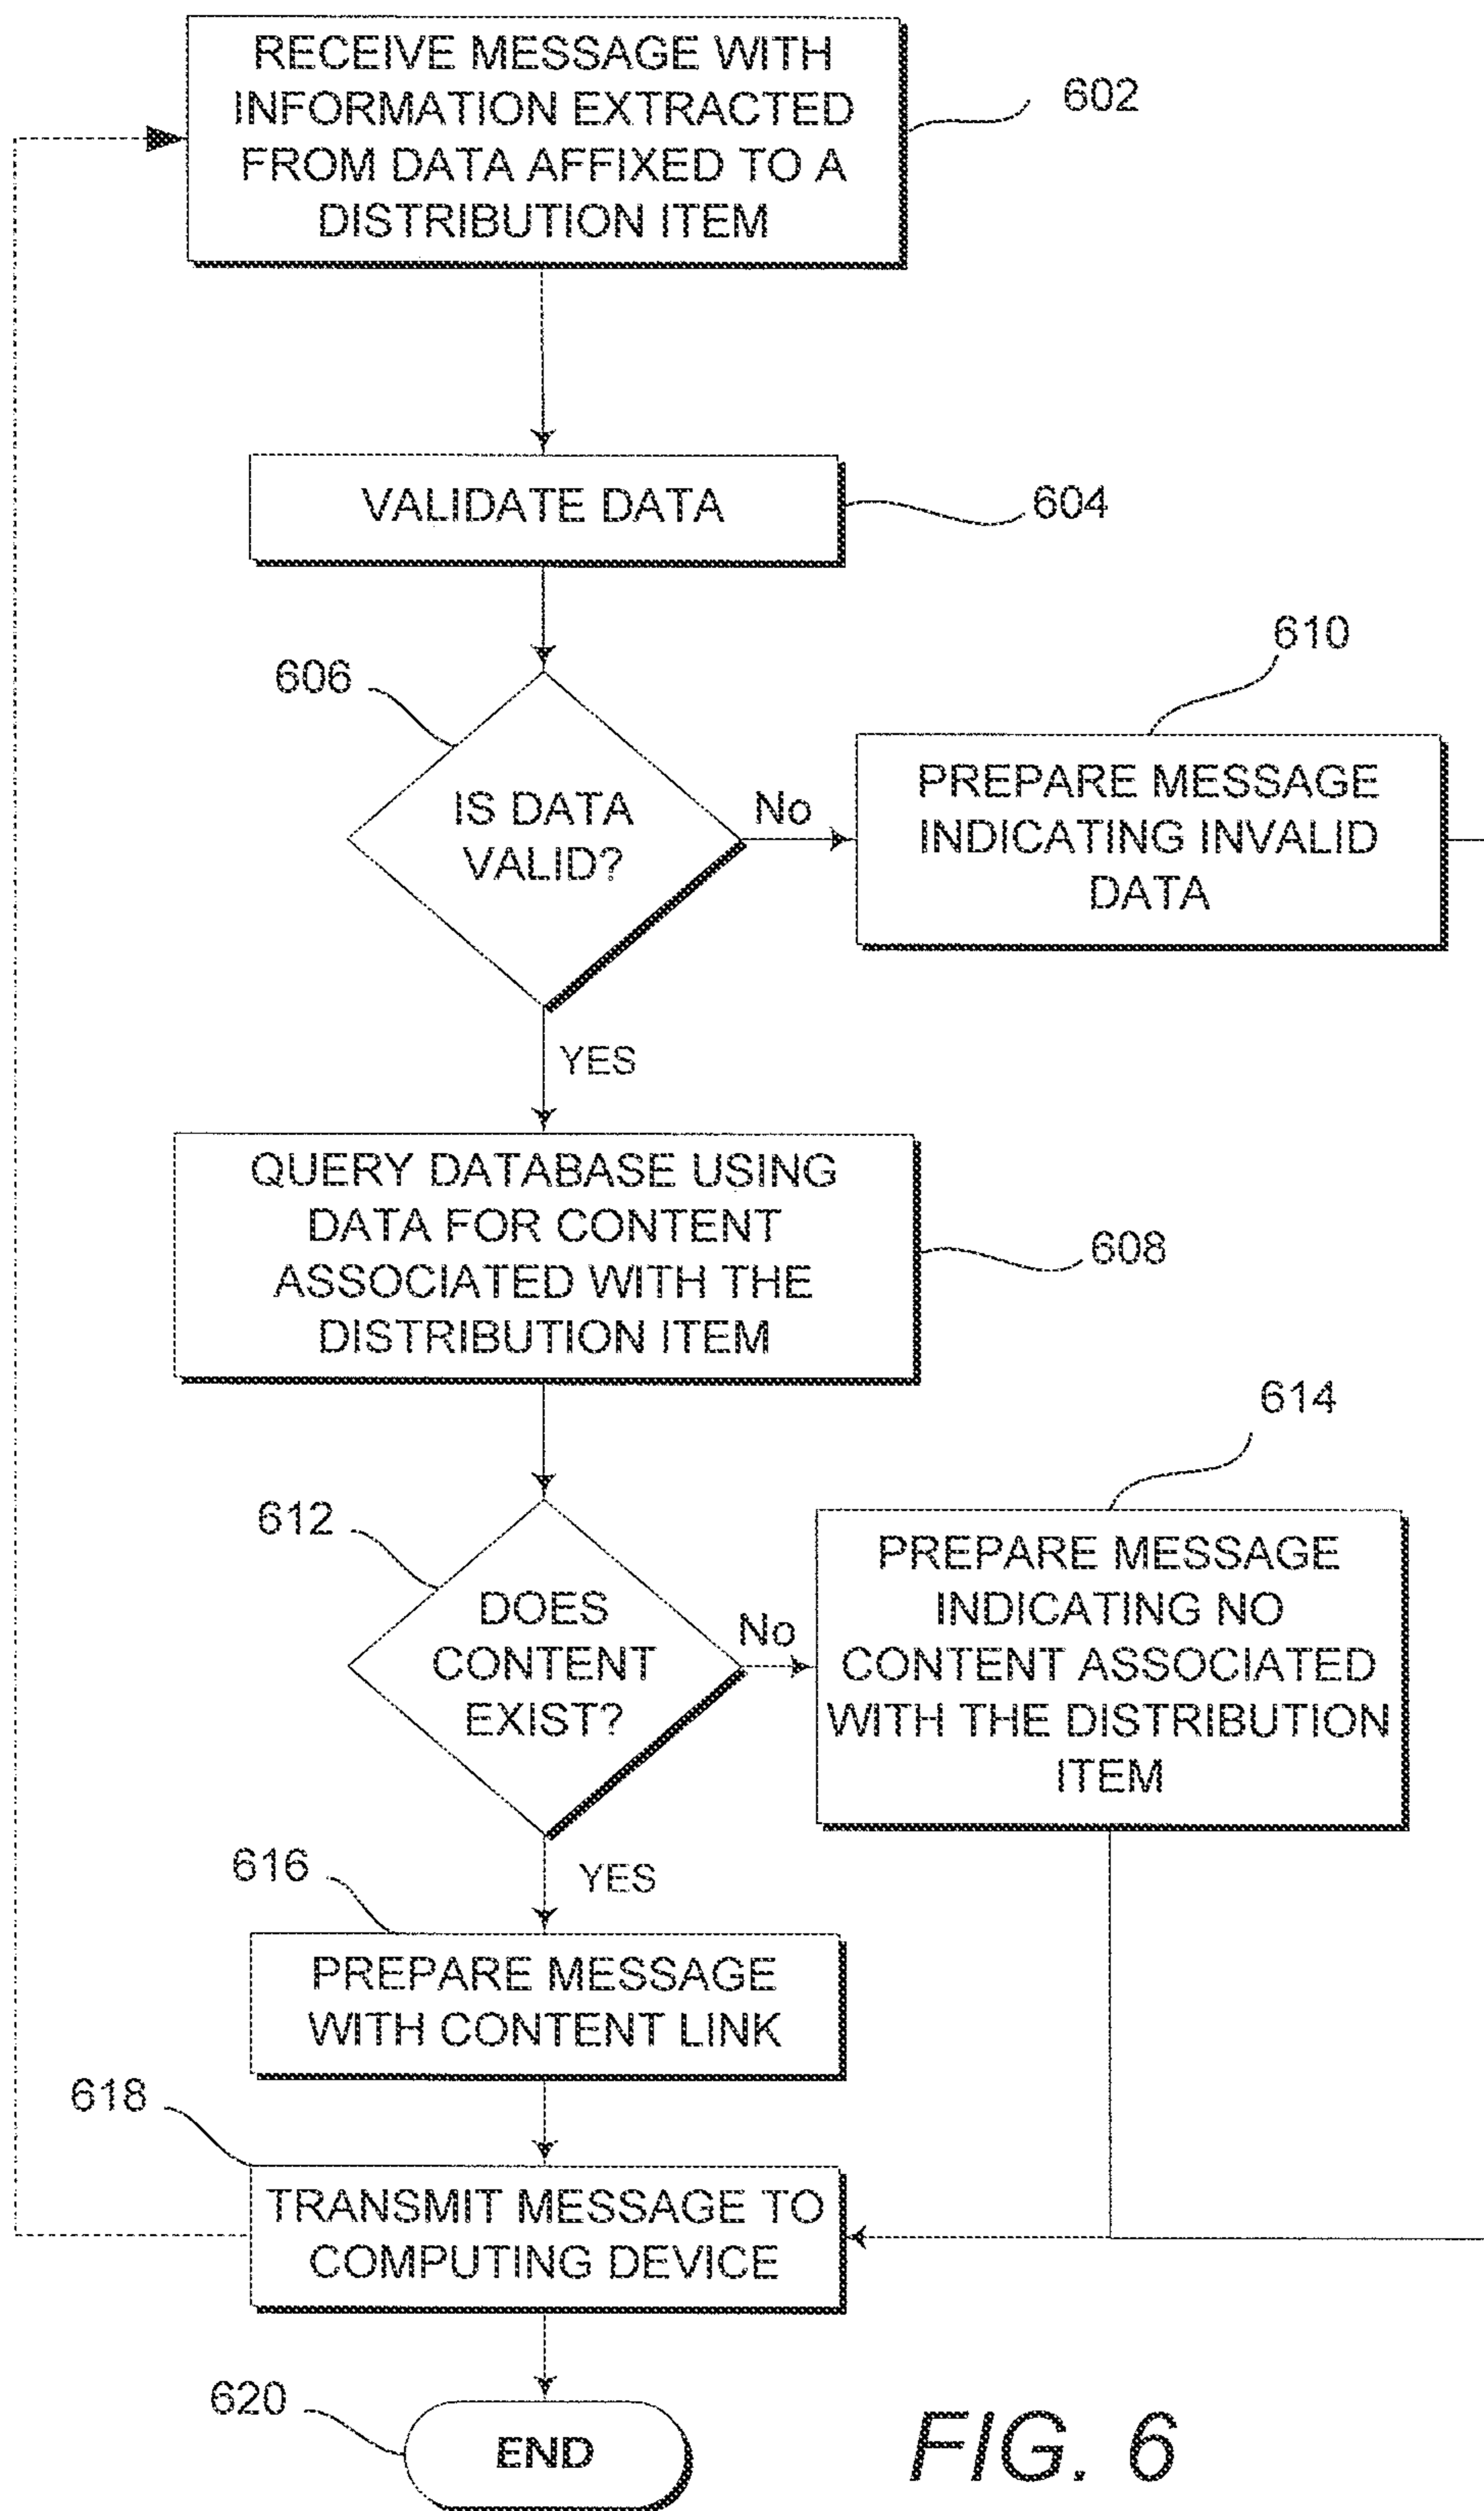 RECEIVE MESSAGE WITH
INFORMATION EXTRACTED
FROM DATA AFFIXED TO A
DISTRIBUTION ITEM
602
VALIDATE DATA
604
606
IS DATA
VALID?
No
610
PREPARE MESSAGE
INDICATING INVALID
DATA
YES
QUERY DATABASE USING
DATA FOR CONTENT
ASSOCIATED WITH THE
DISTRIBUTION ITEM
608
612
DOES
CONTENT
EXIST?
No
614
PREPARE MESSAGE
INDICATING NO
CONTENT ASSOCIATED
WITH THE DISTRIBUTION
ITEM
YES
616
PREPARE MESSAGE
WITH CONTENT LINK
618
TRANSMIT MESSAGE TO
COMPUTING DEVICE
620
END
FIG. 6